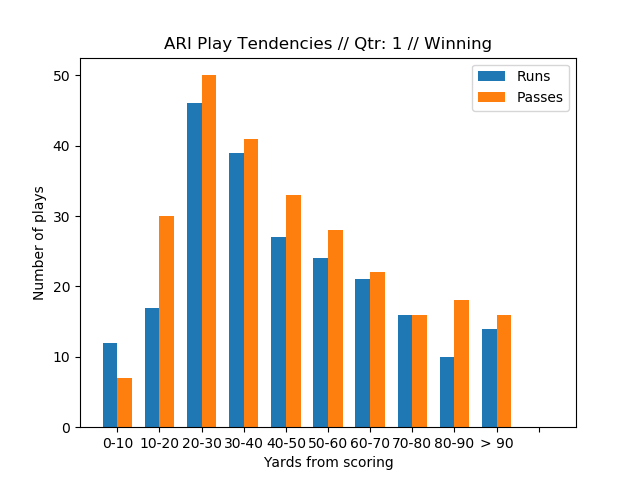 ARI Play Tendencies // Qtr: 1 // Winning
Runs
Passes
Number of plays
50
40
30
20
10
0
0-10 10-20 20-30 30-40 40-50 50-60 60-70 70-80 80-90 > 90
Yards from scoring